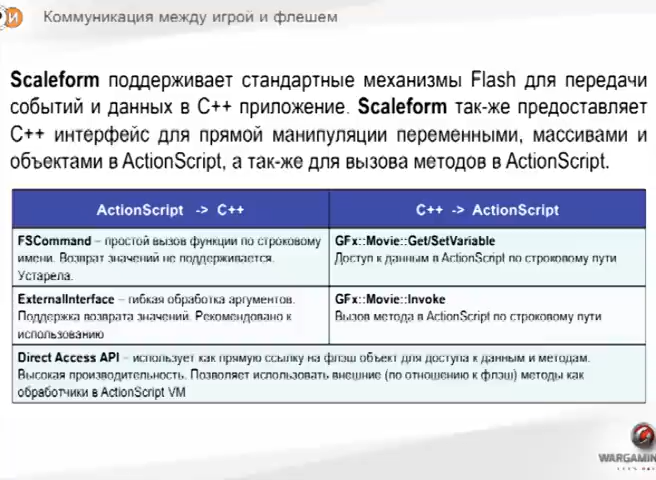 и Коммуникация между игрой и флешем
Scaleform поддерживает стандартные механизмы Flash для передачи
событий и данных в C++ приложение. Scaleform так-же предоставляет
C++ интерфейс для прямой манипуляции переменными, массивами и
объектами в ActionScript, а так-же для вызова методов в ActionScript.
ActionScript -> C++
C++ -> ActionScript
FSCommand – простой вызов функции по строковому
имени. Возврат значений не поддерживается.
Устарела.
GFx::Movie::Get/SetVariable
Доступ к данным в ActionScript по строковому пути
ExternalInterface – гибкая обработка аргументов.
Поддержка возврата значений. Рекомендовано к
использованию
GFx::Movie::Invoke
Вызов метода в ActionScript по строковому пути
Direct Access API – использует как прямую ссылку на флэш объект для доступа к данным и методам.
Высокая производительность. Позволяет использовать внешние (по отношению к флэш) методы как
обработчики в ActionScript VM
WARGAMIN